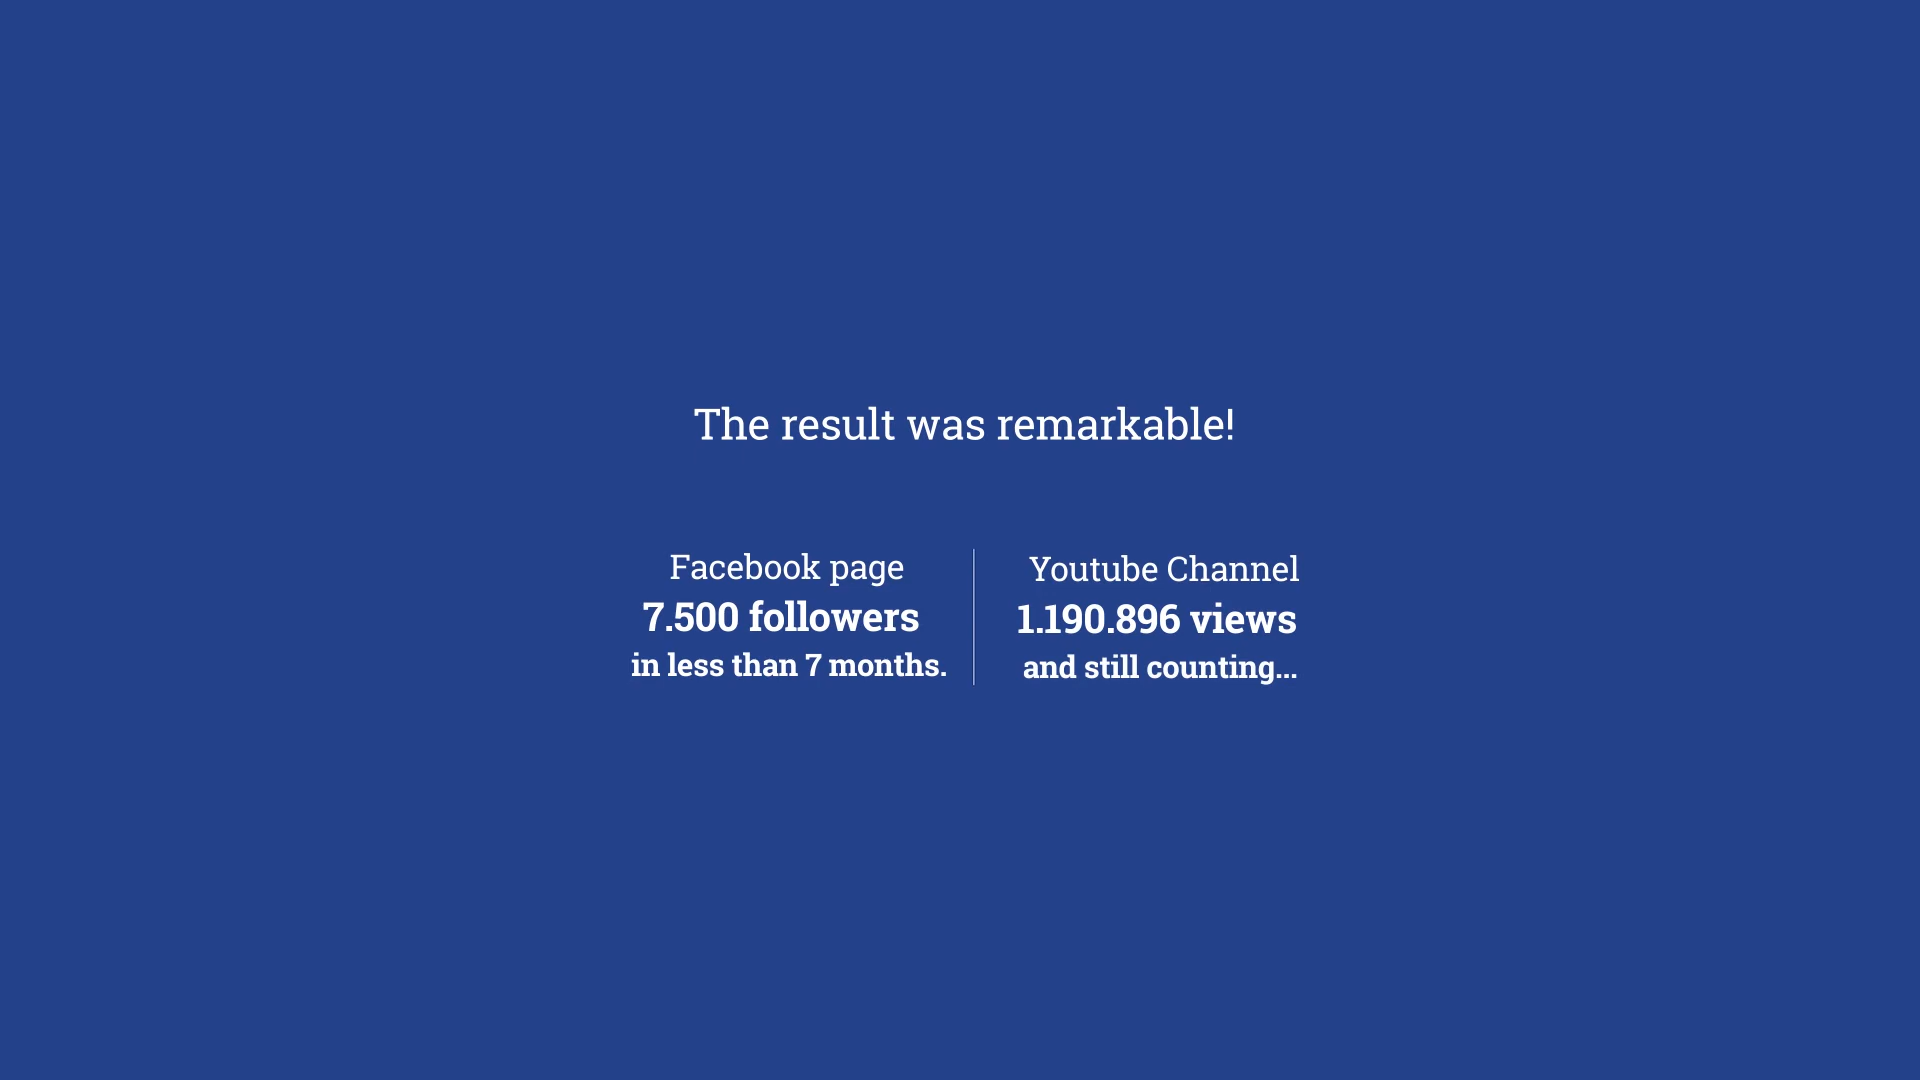 The result was remarkable!
Facebook page
7.500 followers
in less than 7 months.
Youtube Channel
1.190.896 views
and still counting...